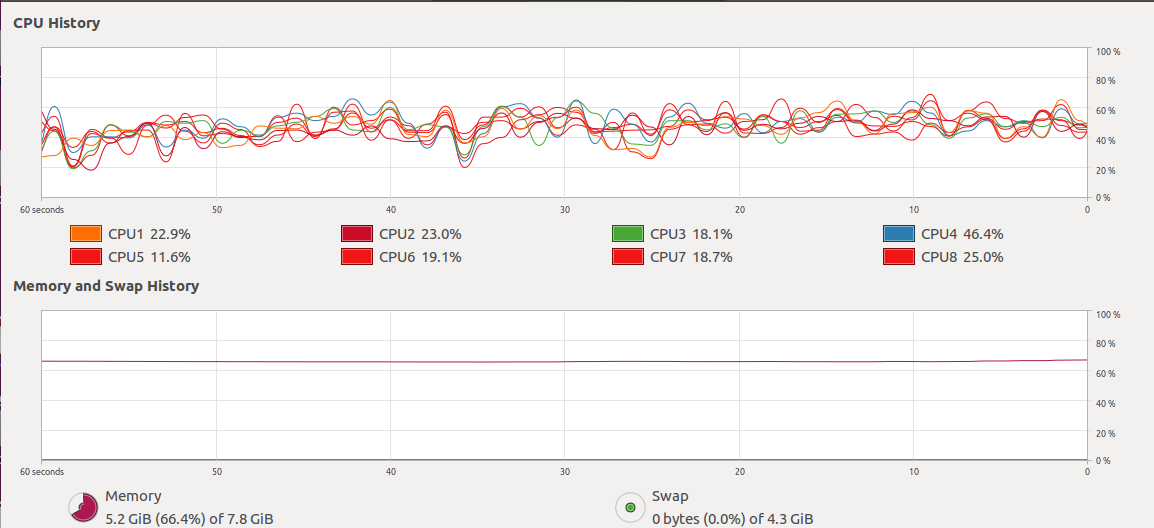 CPU History
100 %
80 %
60 %
40 %
20 %
0 %
60 seconds 50 40 30 20 10 0
CPU1 22.9% CPU2 23.0% CPU3 18.1% CPU4 46.4%
CPU5 11.6% CPU6 19.1% CPU7 18.7% CPU8 25.0%
Memory and Swap History
100 %
80 %
60 %
40 %
20 %
0 %
60 seconds 50 40 30 20 10 0
Memory Swap
5.2 GiB (66.4%) of 7.8 GiB 0 bytes (0.0%) of 4.3 GiB